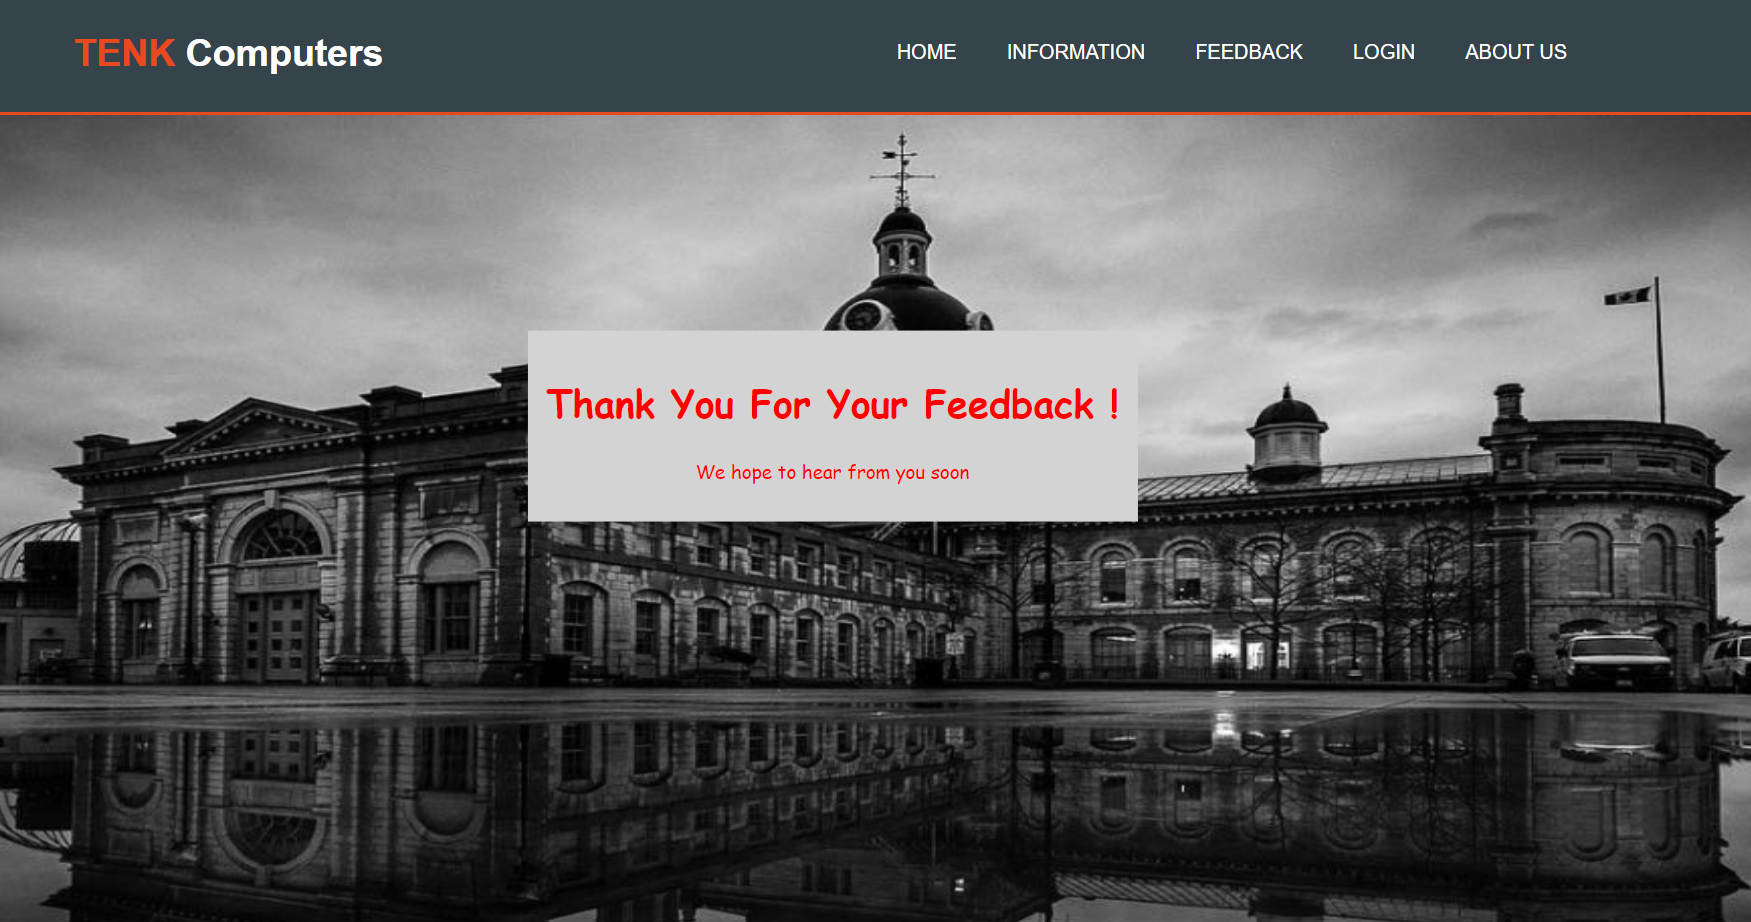 TENK Computers
HOME INFORMATION FEEDBACK LOGIN ABOUT US
Thank You For Your Feedback !
We hope to hear from you soon